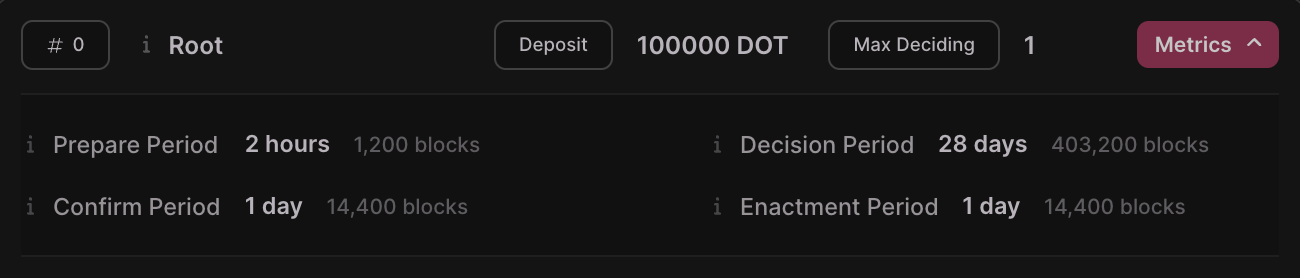 # 0 Root Deposit 100000 DOT Max Deciding 1 Metrics
Prepare Period 2 hours 1,200 blocks Decision Period 28 days 403,200 blocks
Confirm Period 1 day 14,400 blocks Enactment Period 1 day 14,400 blocks